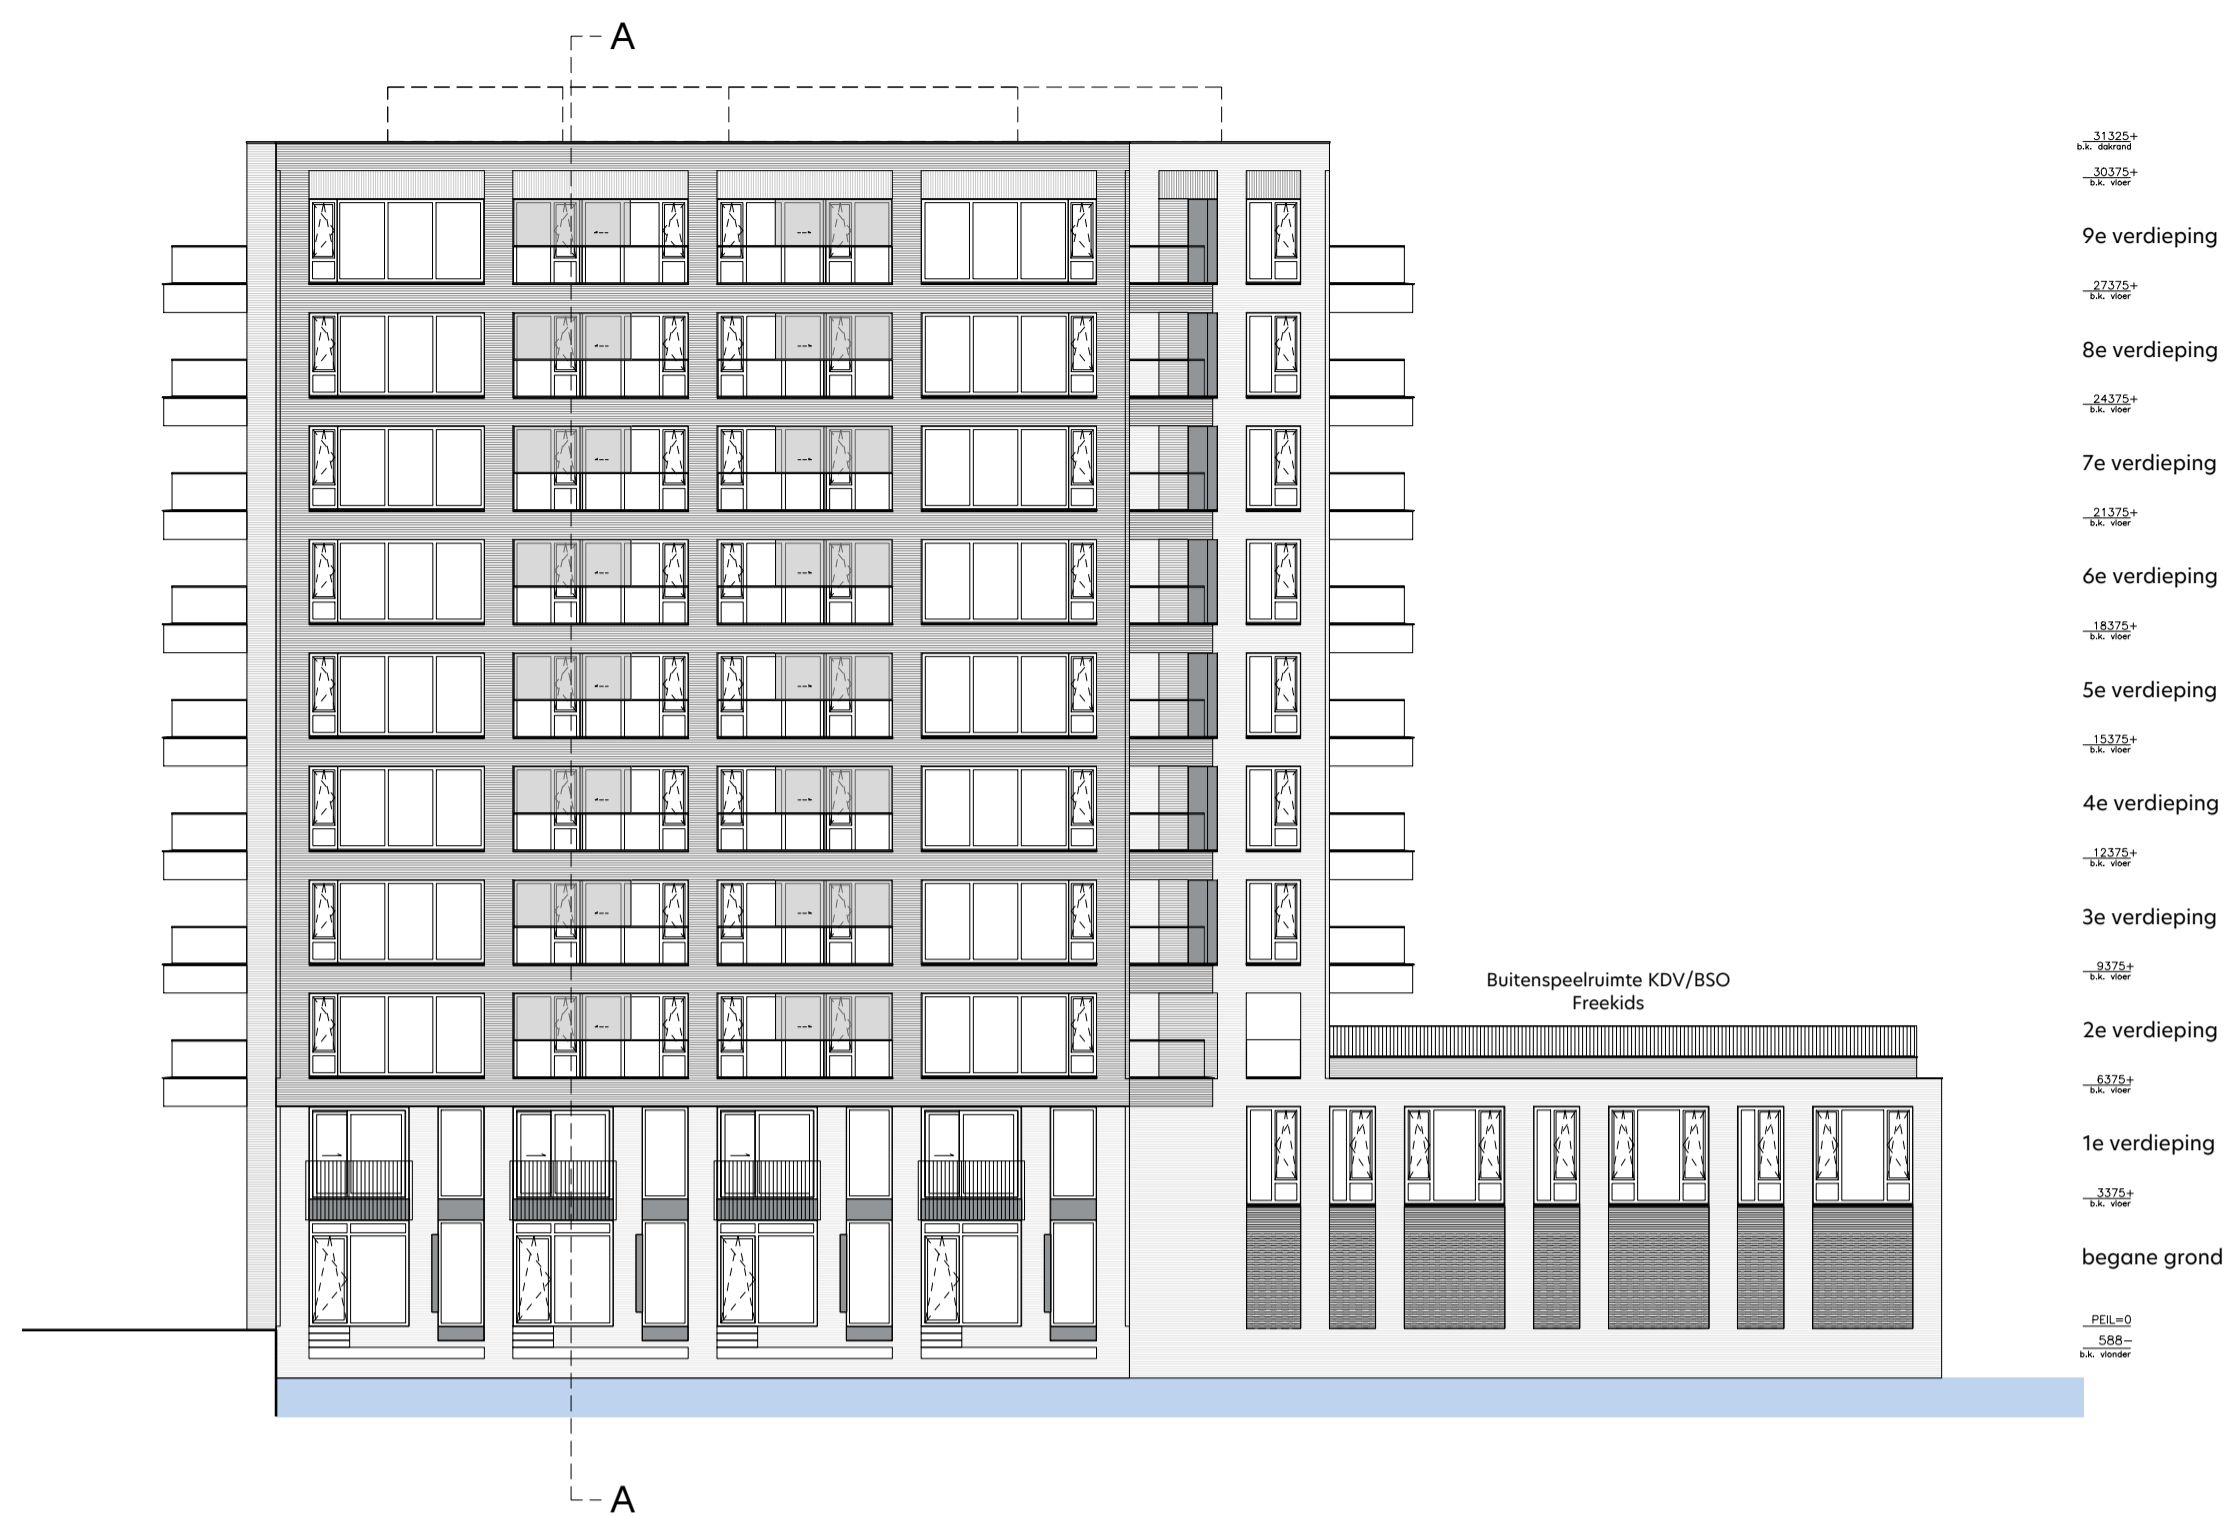 A
31325+
b.k. dakrand
30375+
b.k. vloer
9e verdieping
27375+
b.k. vloer
8e verdieping
24375+
b.k. vloer
7e verdieping
21375+
b.k. vloer
6e verdieping
18375+
b.k. vloer
5e verdieping
15375+
b.k. vloer
4e verdieping
12375+
b.k. vloer
3e verdieping
9375+
b.k. vloer
Buitenspeelruimte KDV/BSO
Freekids
2e verdieping
6375+
b.k. vloer
1e verdieping
3375+
b.k. vloer
begane grond
PEIL=0
588-
b.k. vlonder
A